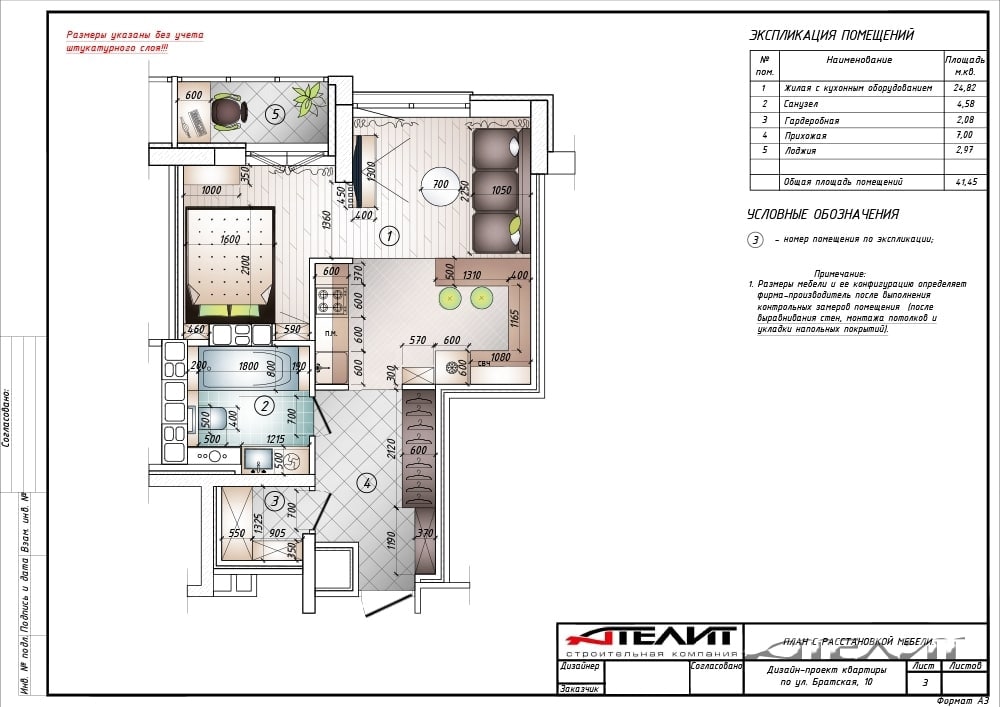 Размеры указаны без учета
штукатурного слоя!!!
ЭКСПЛИКАЦИЯ ПОМЕЩЕНИЙ
№ пом. Наименование Площадь м.кв.
1 Жилая с кухонным оборудованием 24,82
2 Санузел 4,58
3 Гардеробная 2,08
4 Прихожая 7,00
5 Лоджия 2,97
Общая площадь помещений 41,45
УСЛОВНЫЕ ОБОЗНАЧЕНИЯ
3 - номер помещения по экспликации;
Примечание:
1. Размеры мебели и ее конфигурацию определяет
фирма-производитель после выполнения
контрольных замеров помещения (после
выравнивания стен, монтажа потолков и
укладки напольных покрытий).
600
5
350
1000
450
1300
400
700
2250
1050
1360
1
1600
2100
600
370
500
1310
400
600
П.М.
600
600
1165
460
590
570
600
1080
СВЧ
600
300
200
1800
800
190
2
500
400
700
500
1215
500
2120
600
4
3
1325
700
550
905
350
1190
370
Согласовано:
Взам. инв. №
Подпись и дата
Инв. № подл.
АТЕЛИТ
строительная компания
Дизайнер
Заказчик
Согласовано
ПЛАН С РАССТАНОВКОЙ МЕБЕЛИ.
АТЕЛИТ
Дизайн-проект квартиры
по ул. Братская, 10
Лист Листов
3
Формат А3